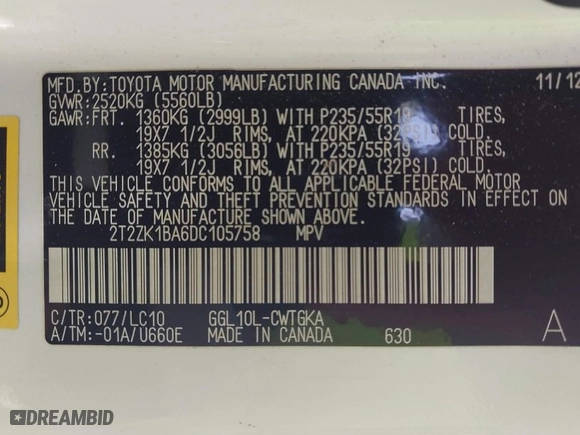 MFD.BY:TOYOTA MOTOR MANUFACTURING CANADA INC. 11/12
GVWR:2520KG (5560LB)
GAWR:FRT. 1360KG (2999LB) WITH P235/55R19 TIRES,
19X7 1/2J RIMS, AT 220KPA (32PSI) COLD.
RR. 1385KG (3056LB) WITH P235/55R19 TIRES,
19X7 1/2J RIMS, AT 220KPA (32PSI) COLD.
THIS VEHICLE CONFORMS TO ALL APPLICABLE FEDERAL MOTOR
VEHICLE SAFETY AND THEFT PREVENTION STANDARDS IN EFFECT ON
THE DATE OF MANUFACTURE SHOWN ABOVE.
2T2ZK1BA6DC105758 MPV
C/TR:077/LC10 GGL10L-CWTGKA
A/TM:-01A/U660E MADE IN CANADA 630 A
DREAMBID